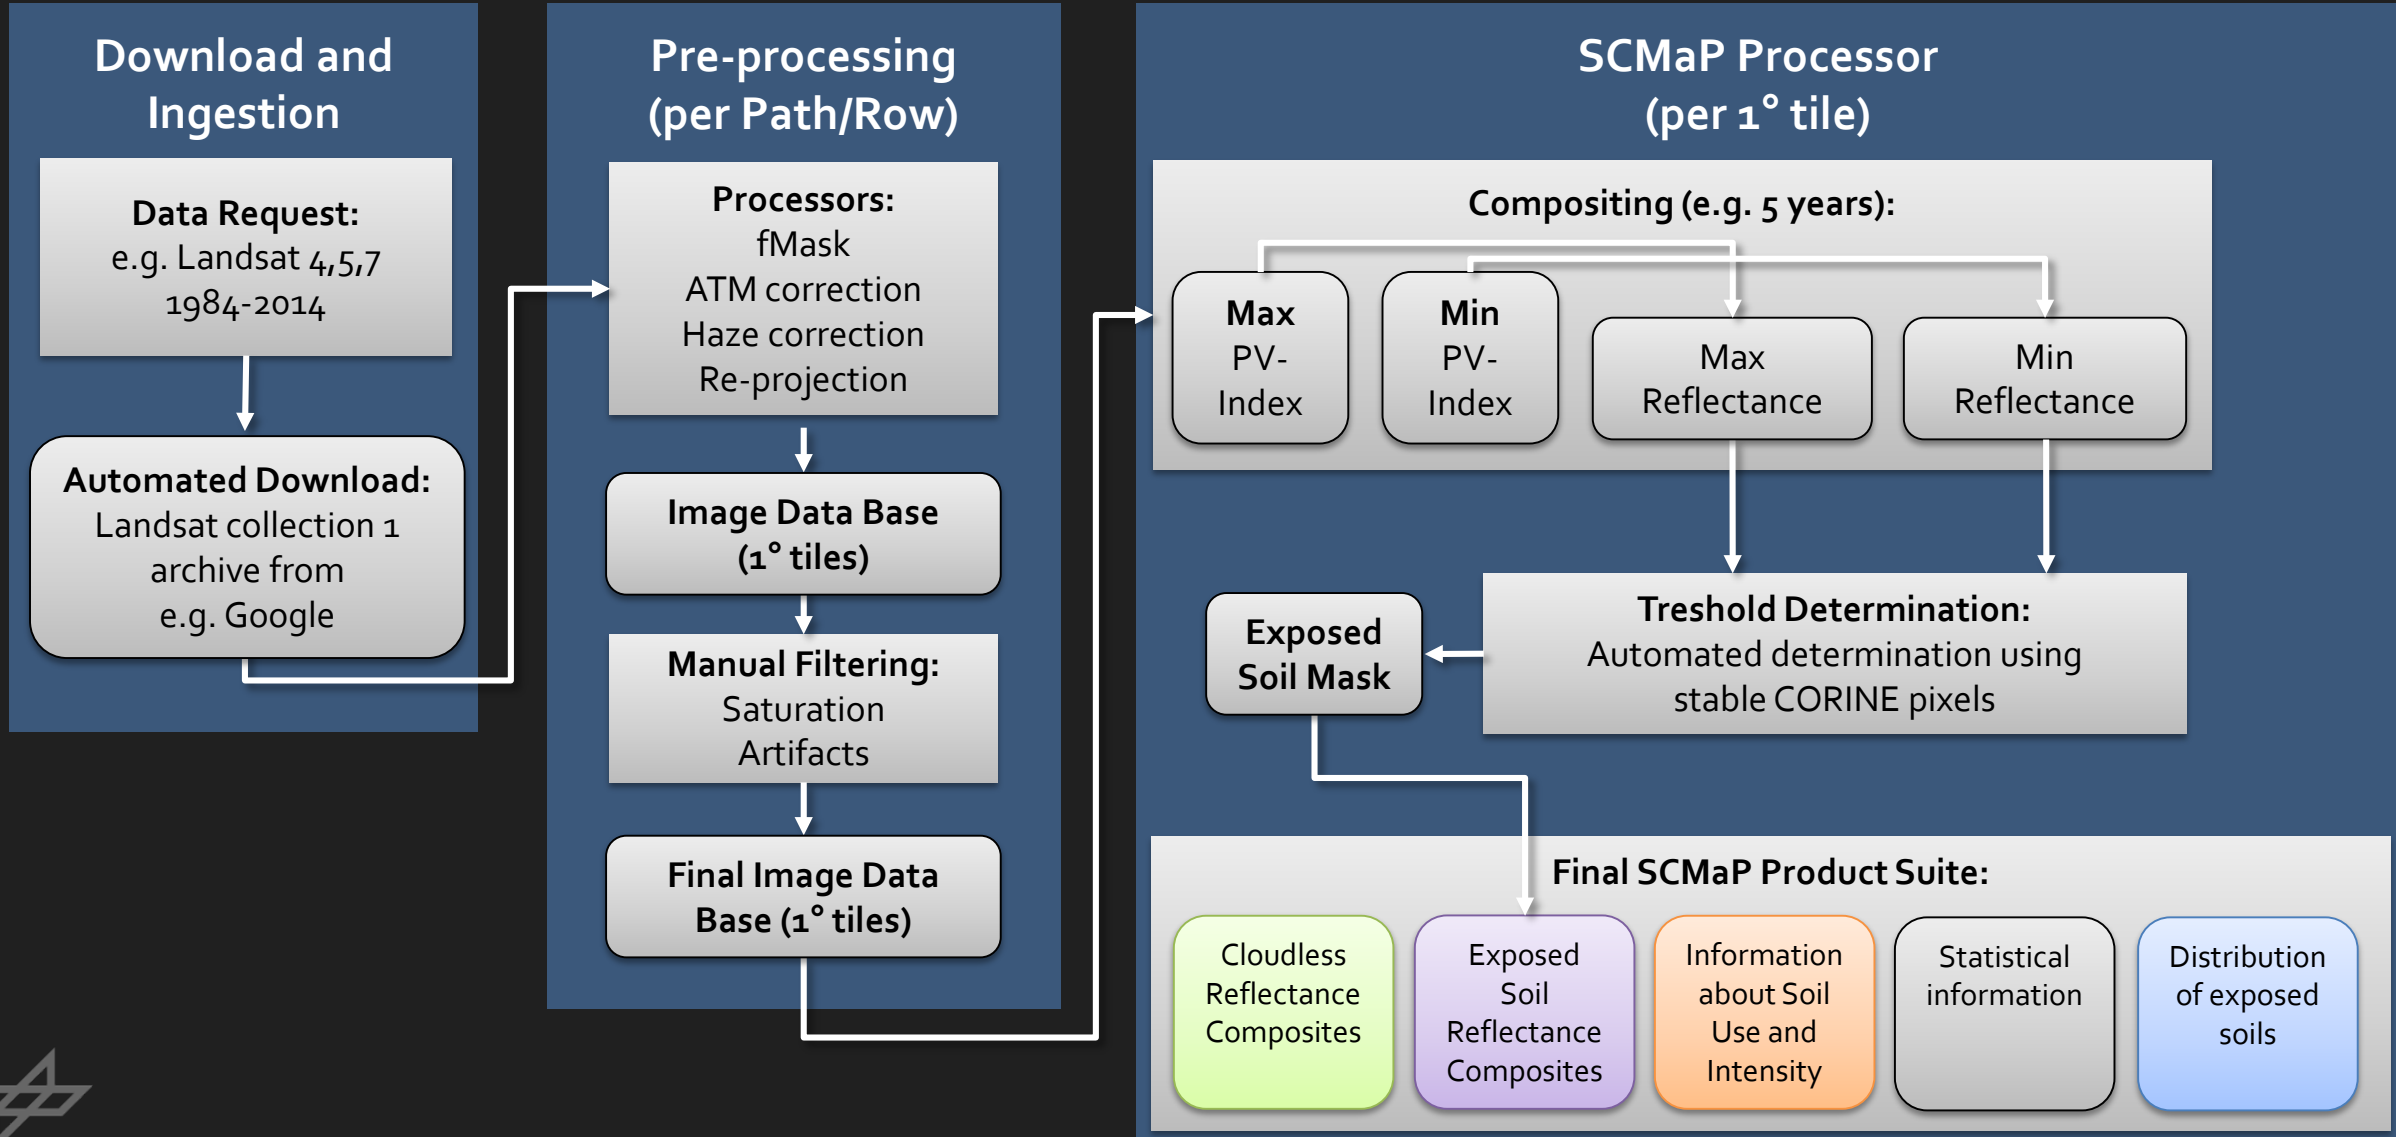 Download and
Ingestion
Data Request:
e.g. Landsat 4,5,7
1984-2014
Automated Download:
Landsat collection 1
archive from
e.g. Google
Pre-processing
(per Path/Row)
Processors:
fMask
ATM correction
Haze correction
Re-projection
Image Data Base
(1° tiles)
Manual Filtering:
Saturation
Artifacts
Final Image Data
Base (1° tiles)
SCMaP Processor
(per 1° tile)
Compositing (e.g. 5 years):
Max
PV-
Index
Min
PV-
Index
Max
Reflectance
Min
Reflectance
Treshold Determination:
Automated determination using
stable CORINE pixels
Exposed
Soil Mask
Final SCMaP Product Suite:
Cloudless
Reflectance
Composites
Exposed
Soil
Reflectance
Composites
Information
about Soil
Use and
Intensity
Statistical
information
Distribution
of exposed
soils